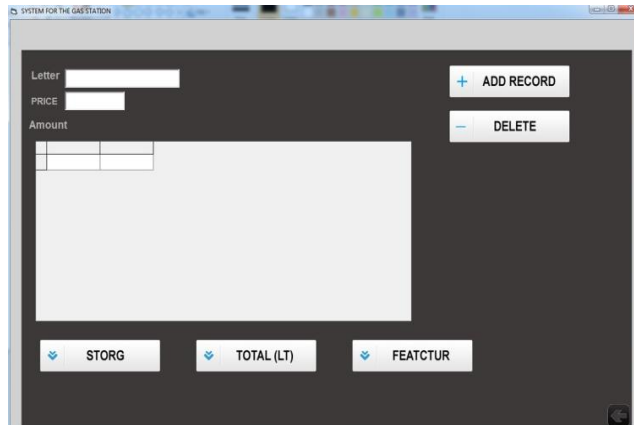 SYSTEM FOR THE GAS STATION
Letter
ADD RECORD
PRICE
DELETE
Amount
STORG
TOTAL (LT)
FEATCTUR